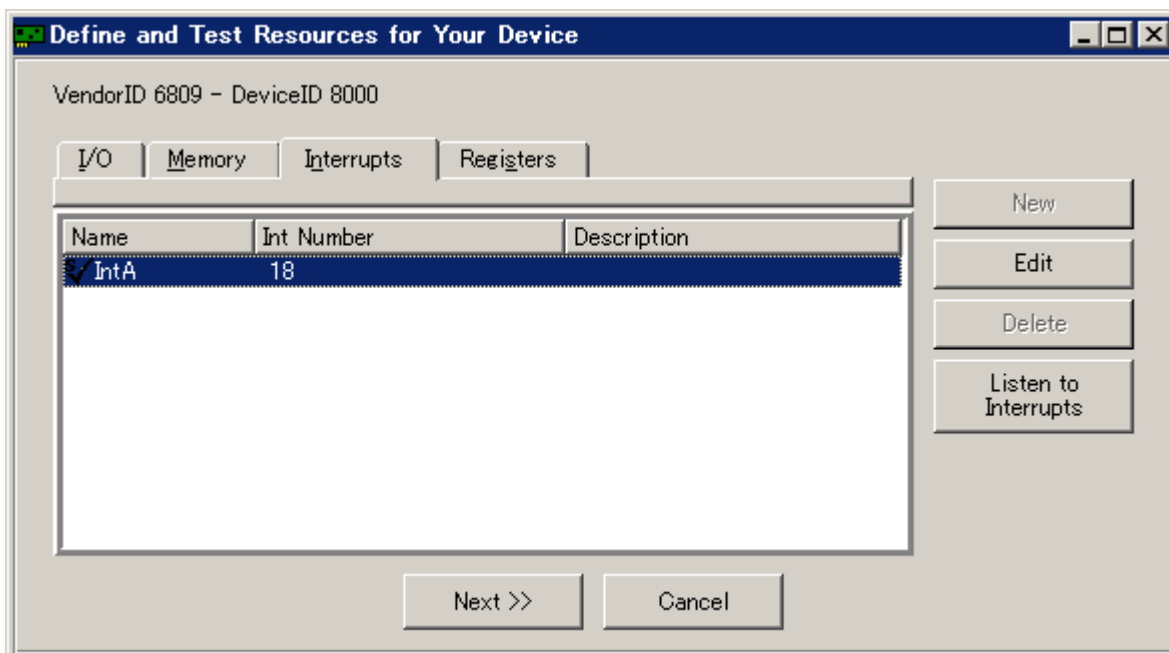 Define and Test Resources for Your Device
VendorID 6809 - DeviceID 8000
I/O Memory Interrupts Registers
New
Name Int Number Description
IntA 18
Edit
Delete
Listen to
Interrupts
Next >> Cancel